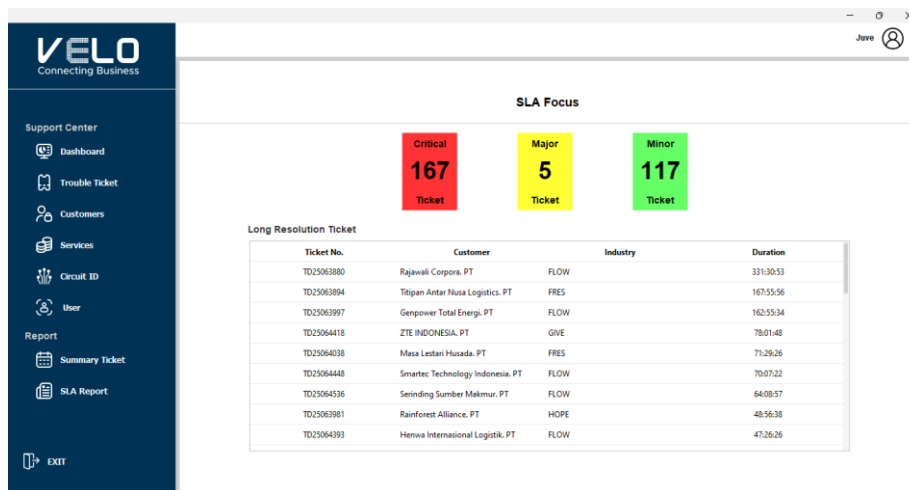 VELO
Connecting Business
Juve
Support Center
Dashboard
Trouble Ticket
Customers
Services
Circuit ID
User
Report
Summary Ticket
SLA Report
EXIT
SLA Focus
Critical
167
Ticket
Major
5
Ticket
Minor
117
Ticket
Long Resolution Ticket
Ticket No. Customer Industry Duration
TD25063880 Rajawali Corpora. PT FLOW 331:30:53
TD25063894 Titipan Antar Nusa Logistics. PT FRES 167:55:56
TD25063997 Genpower Total Energi. PT FLOW 162:55:34
TD25064418 ZTE INDONESIA. PT GIVE 78:01:48
TD25064038 Masa Lestari Husada. PT FRES 71:29:26
TD25064448 Smartec Technology Indonesia. PT FLOW 70:07:22
TD25064536 Serinding Sumber Makmur. PT FLOW 64:08:57
TD25063981 Rainforest Alliance. PT HOPE 48:56:38
TD25064393 Henwa Internasional Logistik. PT FLOW 47:26:26